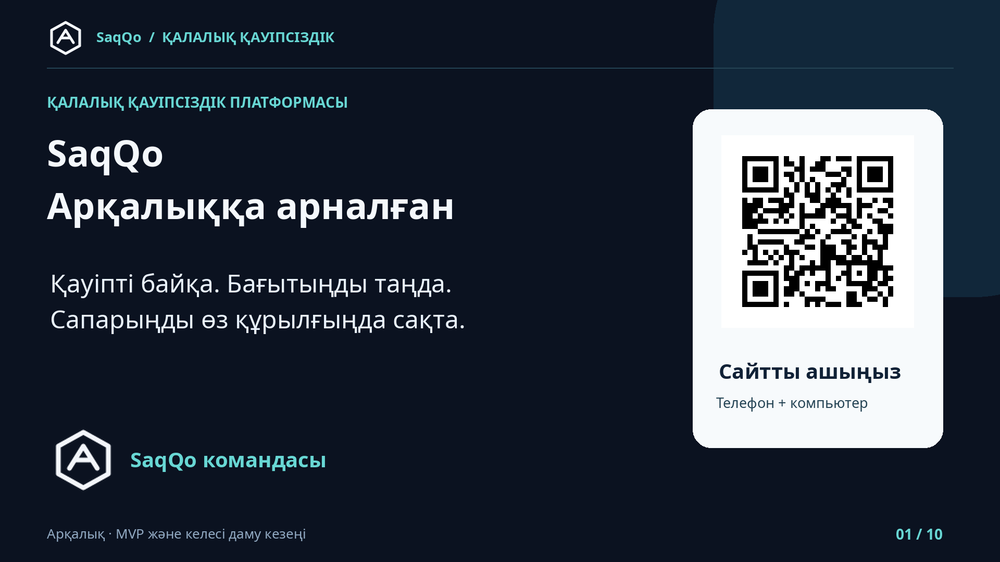 SaqQo / ҚАЛАЛЫҚ ҚАУІПСІЗДІК
ҚАЛАЛЫҚ ҚАУІПСІЗДІК ПЛАТФОРМАСЫ
SaqQo
Арқалыққа арналған
Қауіпті байқа. Бағытыңды таңда.
Сапарыңды өз құрылғыңда сақта.
Сайтты ашыңыз
Телефон + компьютер
SaqQo командасы
Арқалық · MVP және келесі даму кезеңі
01 / 10